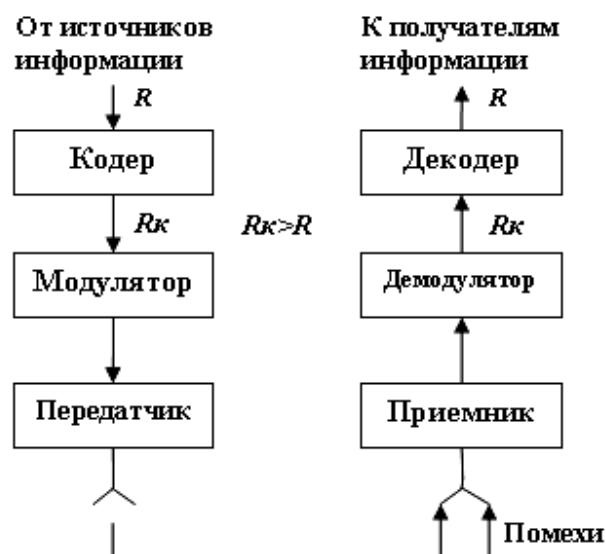 От источников
информации
R
Кодер
Rк
Модулятор
Передатчик
Rк>R
К получателям
информации
R
Декодер
Rк
Демодулятор
Приемник
Помехи